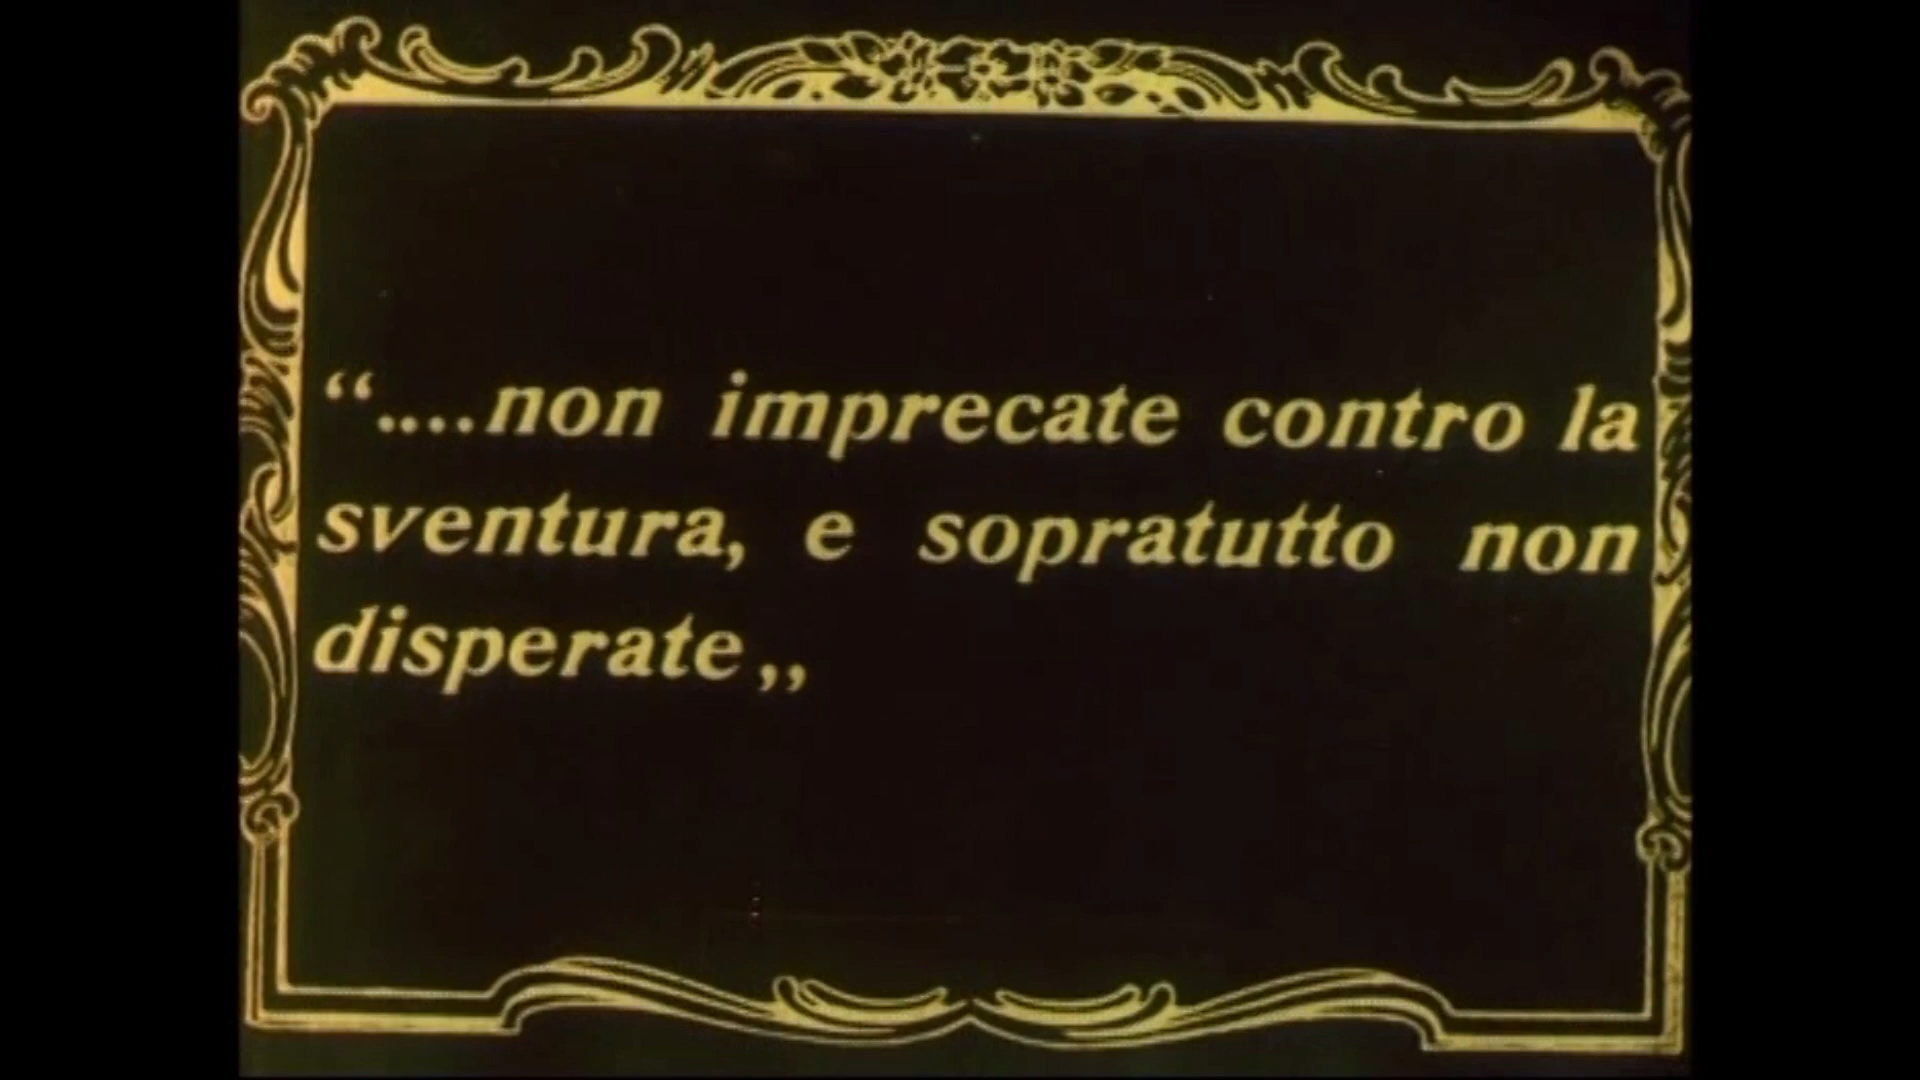 “....non imprecate contro la
sventura, e sopratutto non
disperate„